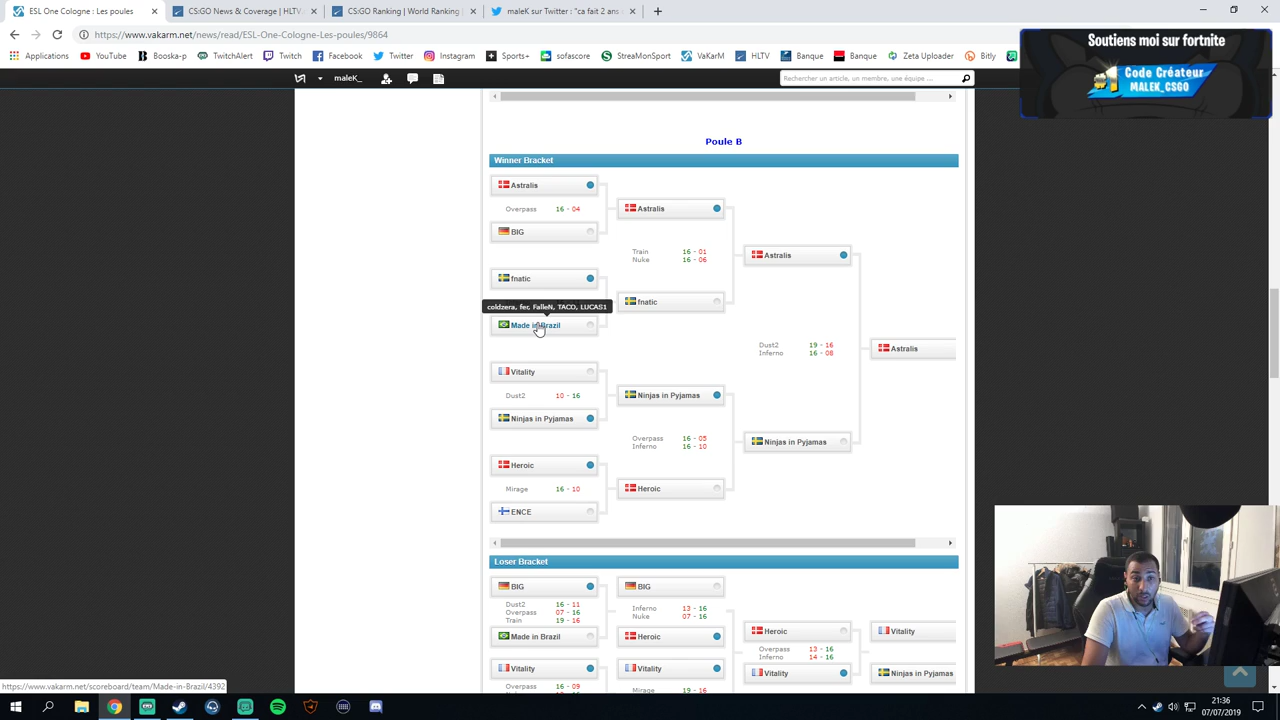 ESL One Cologne : Les poules
CS:GO News & Coverage | HLTV.
CS:GO Ranking | World Ranking
maleK sur Twitter : "ca fait 2 ans
https://www.vakarm.net/news/read/ESL-One-Cologne-Les-poules/9864
Applications YouTube Booska-p TwitchAlert Twitch Facebook Twitter Instagram Sports+ sofascore StreaMonSport VaKarM HLTV Banque Banque Zeta Uploader Bitly
Soutiens moi sur fortnite
Code Créateur
MALEK_CSGO
maleK_
Rechercher un article, un membre, une équipe ...
Poule B
Winner Bracket
Astralis
Overpass 16 - 04
BIG
Astralis
Train 16 - 01
Nuke 16 - 06
fnatic
Astralis
fnatic
coldzera, fer, FalleN, TACO, LUCAS1
Made in Brazil
Dust2 19 - 16
Inferno 16 - 08
Astralis
Vitality
Dust2 10 - 16
Ninjas in Pyjamas
Ninjas in Pyjamas
Overpass 16 - 05
Inferno 16 - 10
Ninjas in Pyjamas
Heroic
Mirage 16 - 10
ENCE
Heroic
Loser Bracket
BIG
Dust2 16 - 11
Overpass 07 - 16
Train 19 - 16
Made in Brazil
BIG
Inferno 13 - 16
Nuke 07 - 16
Heroic
Heroic
Overpass 13 - 16
Inferno 14 - 16
Vitality
Vitality
Ninjas in Pyjamas
Vitality
Overpass 16 - 09
Vitality
Mirage 19 - 16
https://www.vakarm.net/scoreboard/team/Made-in-Brazil/4392
21:36
07/07/2019